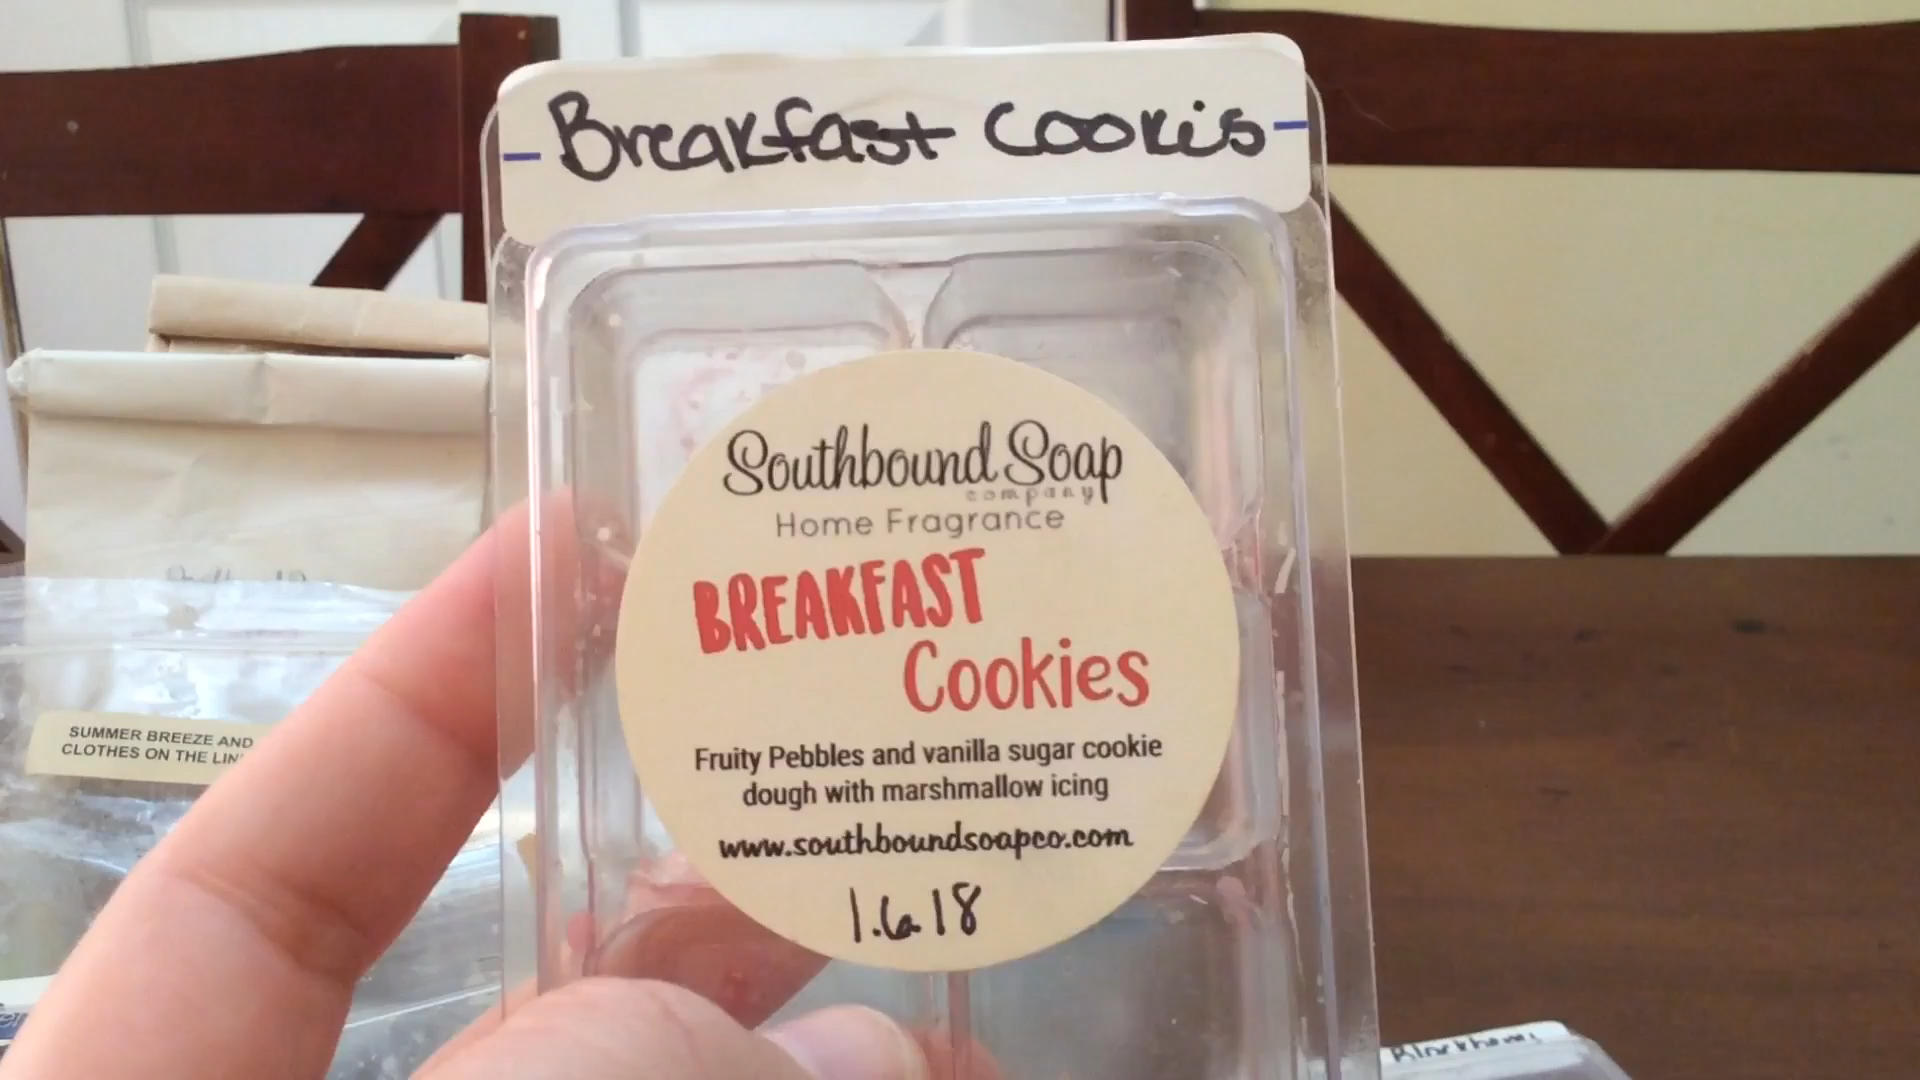 Breakfast Cookis
Southbound Soap
company
Home Fragrance
BREAKFAST
Cookies
Fruity Pebbles and vanilla sugar cookie
dough with marshmallow icing
www.southboundsoapco.com
1.6.18
SUMMER BREEZE AND
CLOTHES ON THE